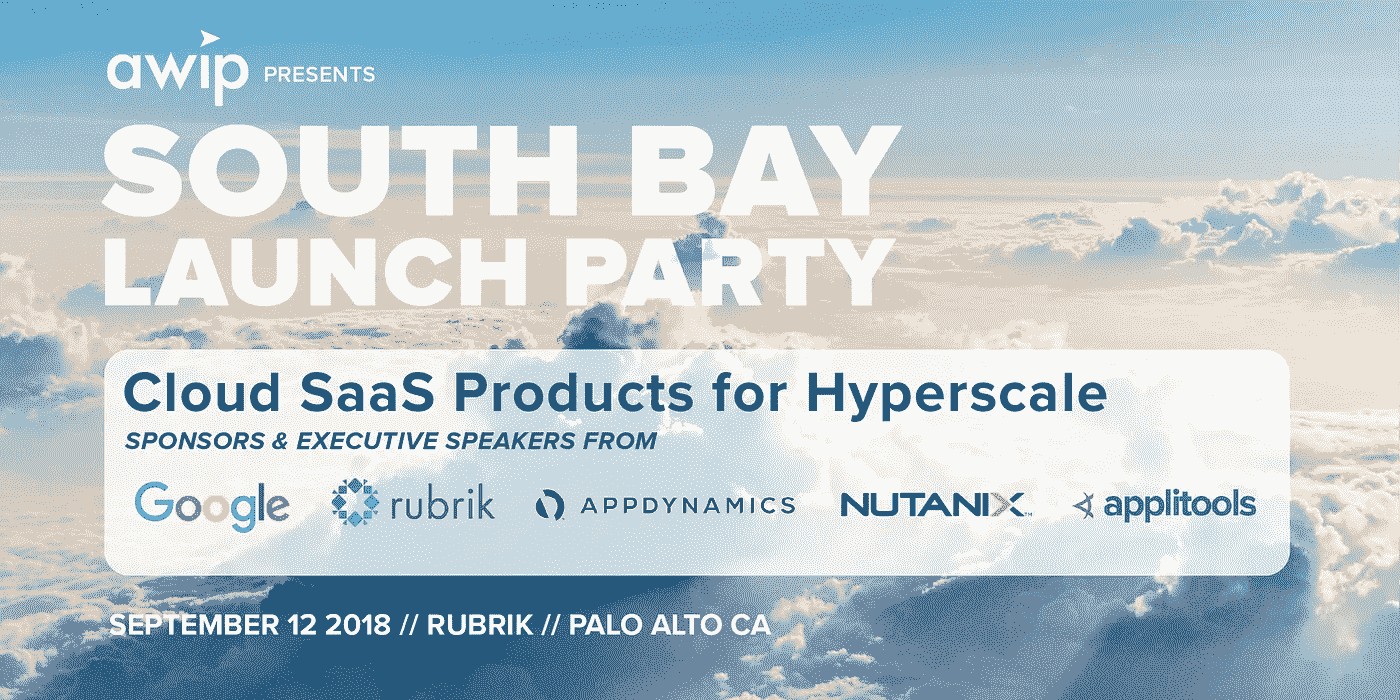 awip PRESENTS
SOUTH BAY
LAUNCH PARTY
Cloud SaaS Products for Hyperscale
SPONSORS & EXECUTIVE SPEAKERS FROM
Google rubrik APPDYNAMICS NUTANIX™ applitools
SEPTEMBER 12 2018 // RUBRIK // PALO ALTO CA